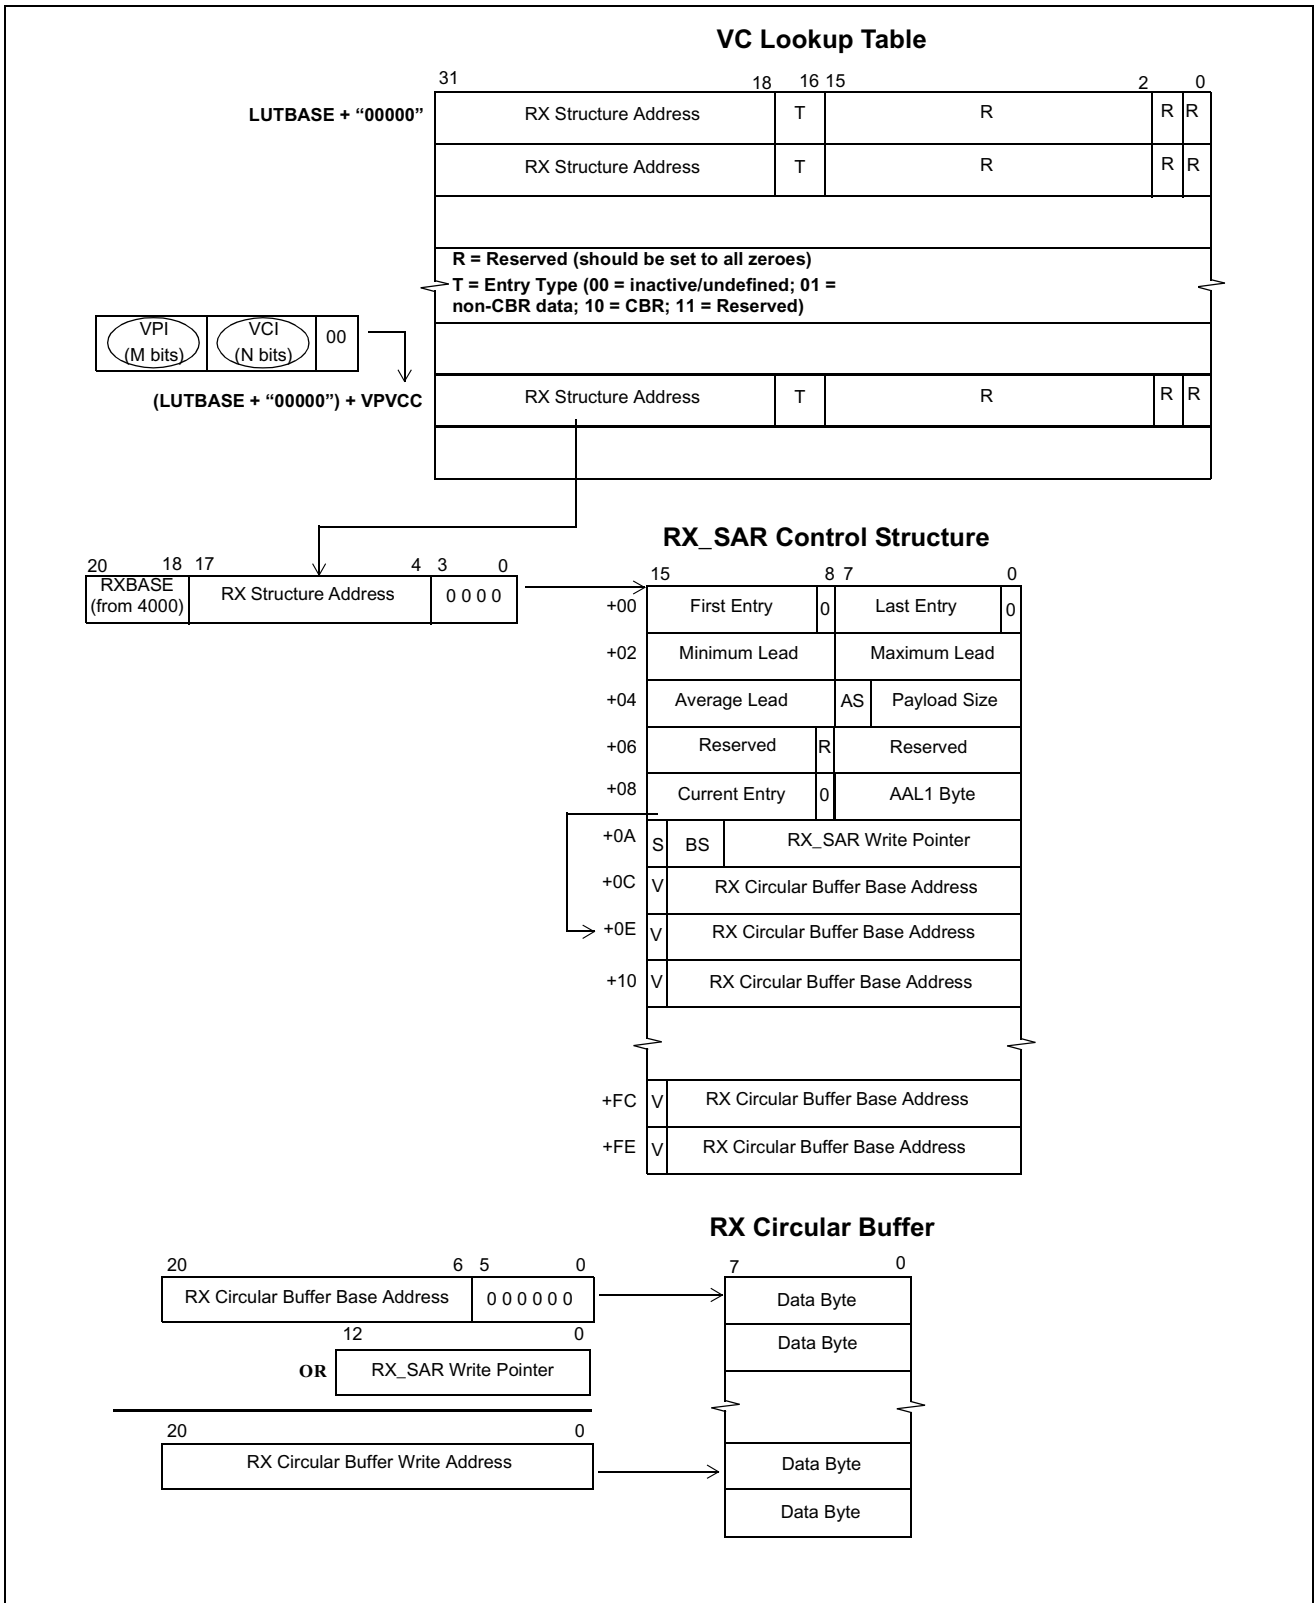 VC Lookup Table
31 18 16 15 2 0
LUTBASE + “00000” RX Structure Address T R R R
RX Structure Address T R R R
R = Reserved (should be set to all zeroes)
T = Entry Type (00 = inactive/undefined; 01 =
non-CBR data; 10 = CBR; 11 = Reserved)
VPI VCI 00
(M bits) (N bits)
(LUTBASE + “00000”) + VPVCC RX Structure Address T R R R
RX_SAR Control Structure
20 18 17 4 3 0
RXBASE
(from 4000) RX Structure Address 0 0 0 0
15 8 7 0
+00 First Entry 0 Last Entry 0
+02 Minimum Lead Maximum Lead
+04 Average Lead AS Payload Size
+06 Reserved R Reserved
+08 Current Entry 0 AAL1 Byte
+0A S BS RX_SAR Write Pointer
+0C V RX Circular Buffer Base Address
+0E V RX Circular Buffer Base Address
+10 V RX Circular Buffer Base Address
+FC V RX Circular Buffer Base Address
+FE V RX Circular Buffer Base Address
RX Circular Buffer
20 6 5 0
RX Circular Buffer Base Address 0 0 0 0 0 0
12 0
OR RX_SAR Write Pointer
20 0
RX Circular Buffer Write Address
7 0
Data Byte
Data Byte
Data Byte
Data Byte